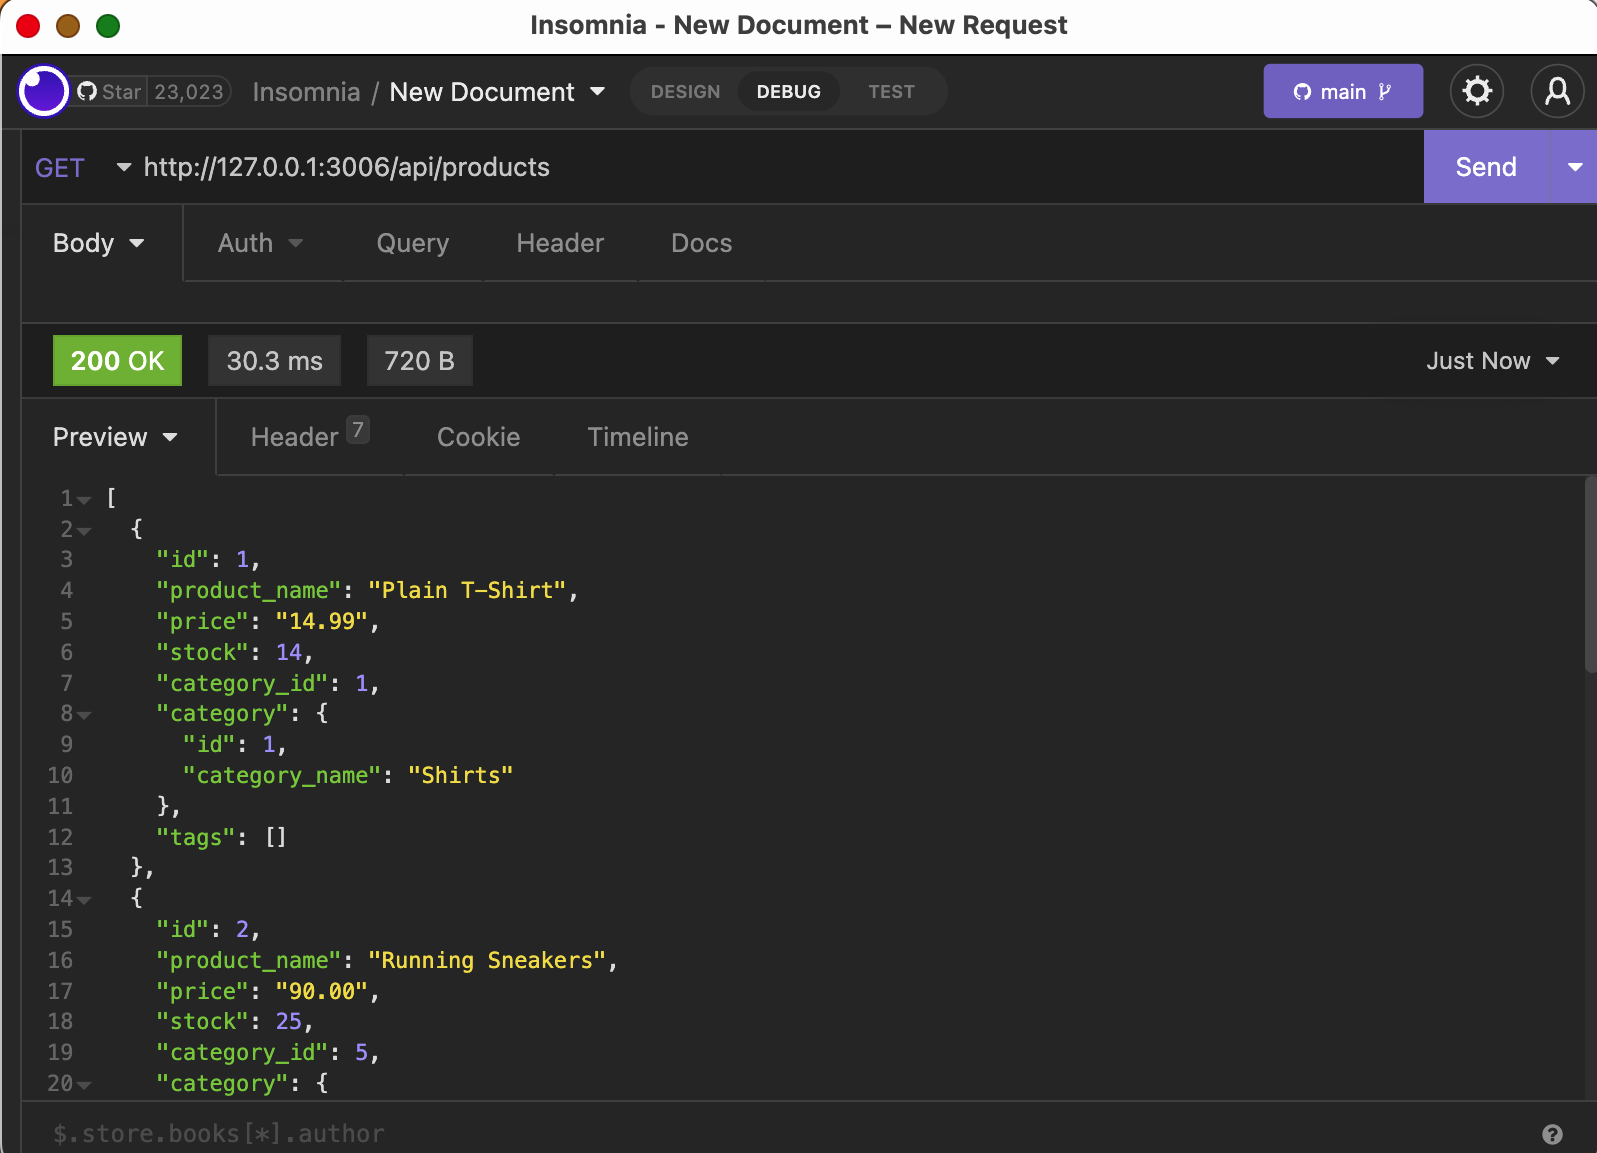 Insomnia - New Document – New Request
Star 23,023 Insomnia / New Document DESIGN DEBUG TEST main
GET http://127.0.0.1:3006/api/products Send
Body Auth Query Header Docs
200 OK 30.3 ms 720 B Just Now
Preview Header 7 Cookie Timeline
1 [
2 {
3 "id": 1,
4 "product_name": "Plain T-Shirt",
5 "price": "14.99",
6 "stock": 14,
7 "category_id": 1,
8 "category": {
9 "id": 1,
10 "category_name": "Shirts"
11 },
12 "tags": []
13 },
14 {
15 "id": 2,
16 "product_name": "Running Sneakers",
17 "price": "90.00",
18 "stock": 25,
19 "category_id": 5,
20 "category": {
$.store.books[*].author ?